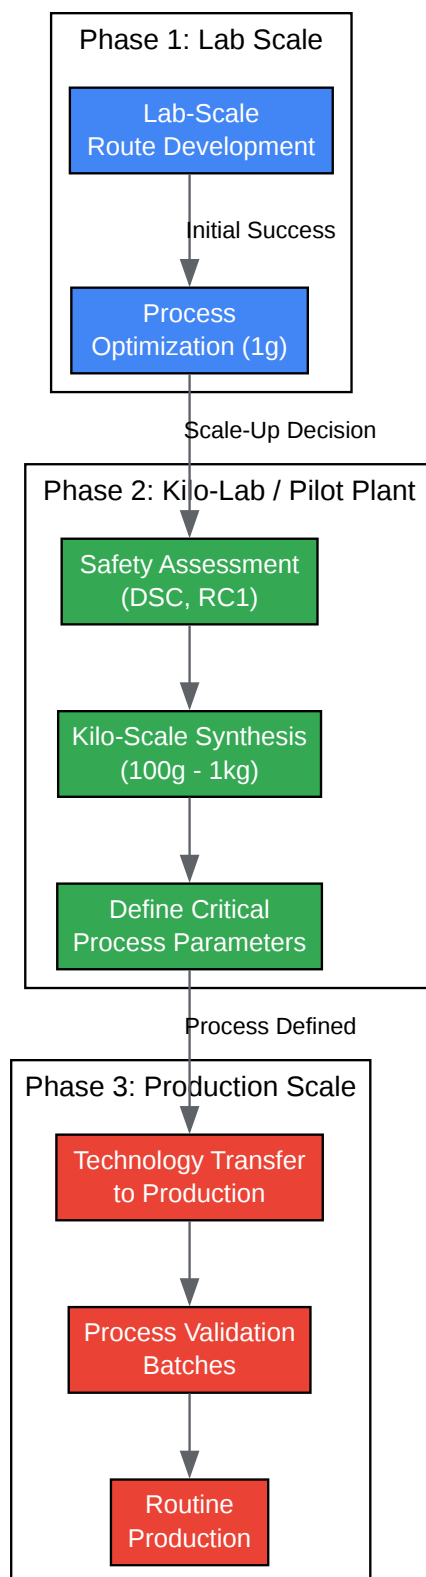 Phase 1: Lab Scale
Lab-Scale
Route Development
Initial Success
Process
Optimization (1g)
Scale-Up Decision
Phase 2: Kilo-Lab / Pilot Plant
Safety Assessment
(DSC, RC1)
Kilo-Scale Synthesis
(100g - 1kg)
Define Critical
Process Parameters
Process Defined
Phase 3: Production Scale
Technology Transfer
to Production
Process Validation
Batches
Routine
Production